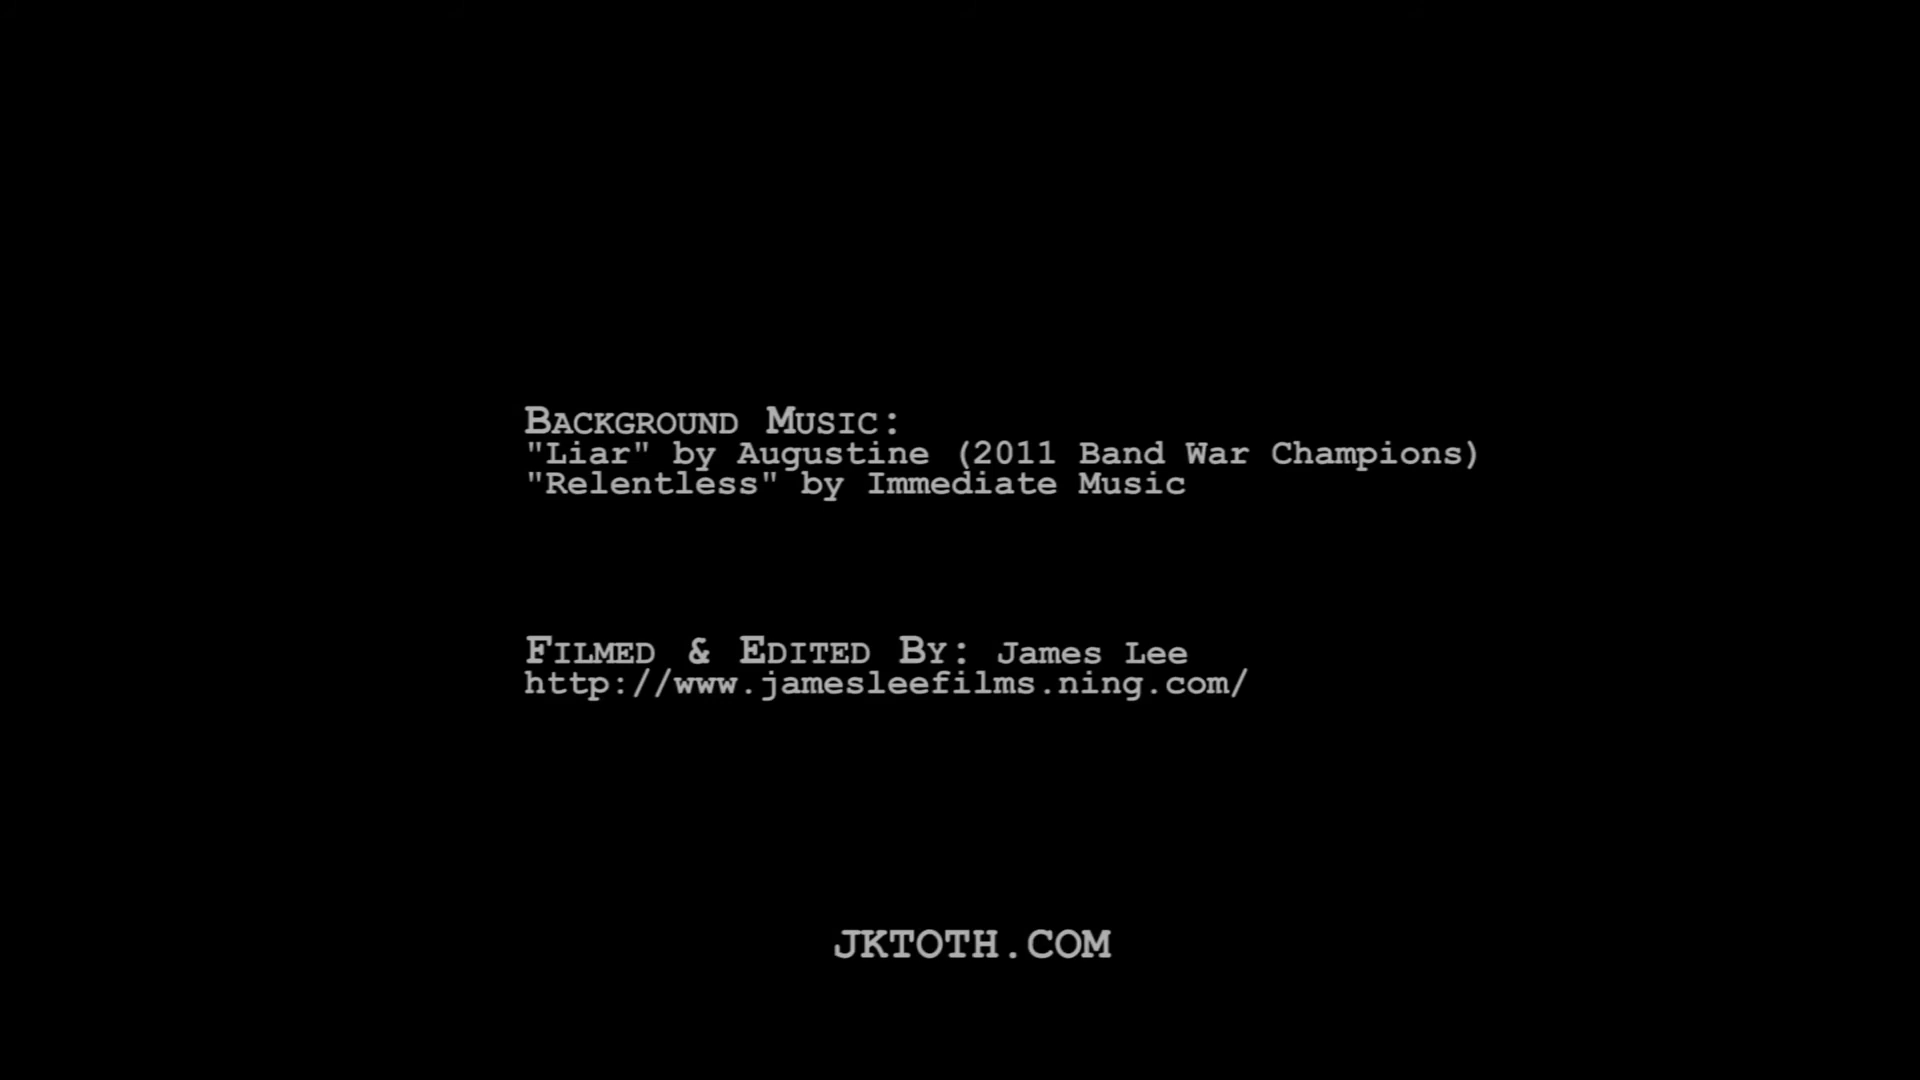 BACKGROUND MUSIC:
"Liar" by Augustine (2011 Band War Champions)
"Relentless" by Immediate Music
FILMED & EDITED BY: James Lee
http://www.jamesleefilms.ning.com/
JKTOTH.COM